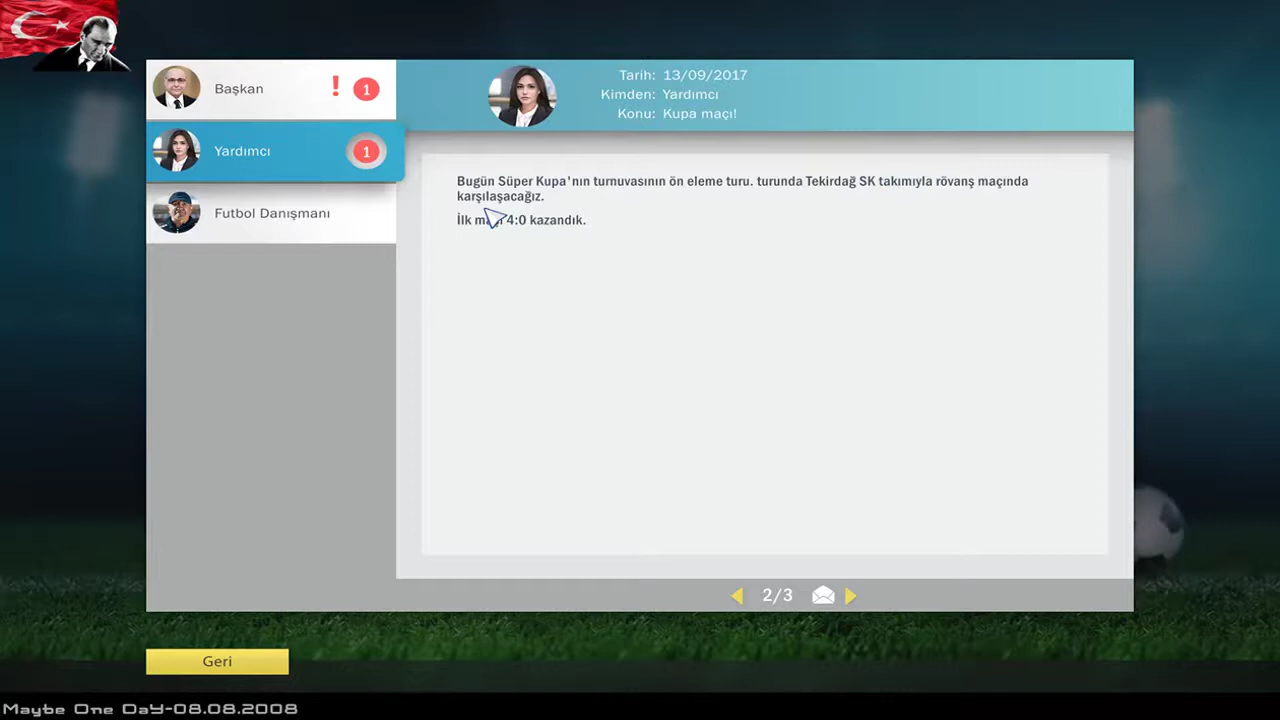 Başkan
! 1
Yardımcı
1
Futbol Danışmanı
Tarih: 13/09/2017
Kimden: Yardımcı
Konu: Kupa maçı!
Bugün Süper Kupa'nın turnuvasının ön eleme turu. turunda Tekirdağ SK takımıyla rövanş maçında
karşılaşacağız.
İlk 4:0 kazandık.
2/3
Geri
Maybe One Day-08.08.2008